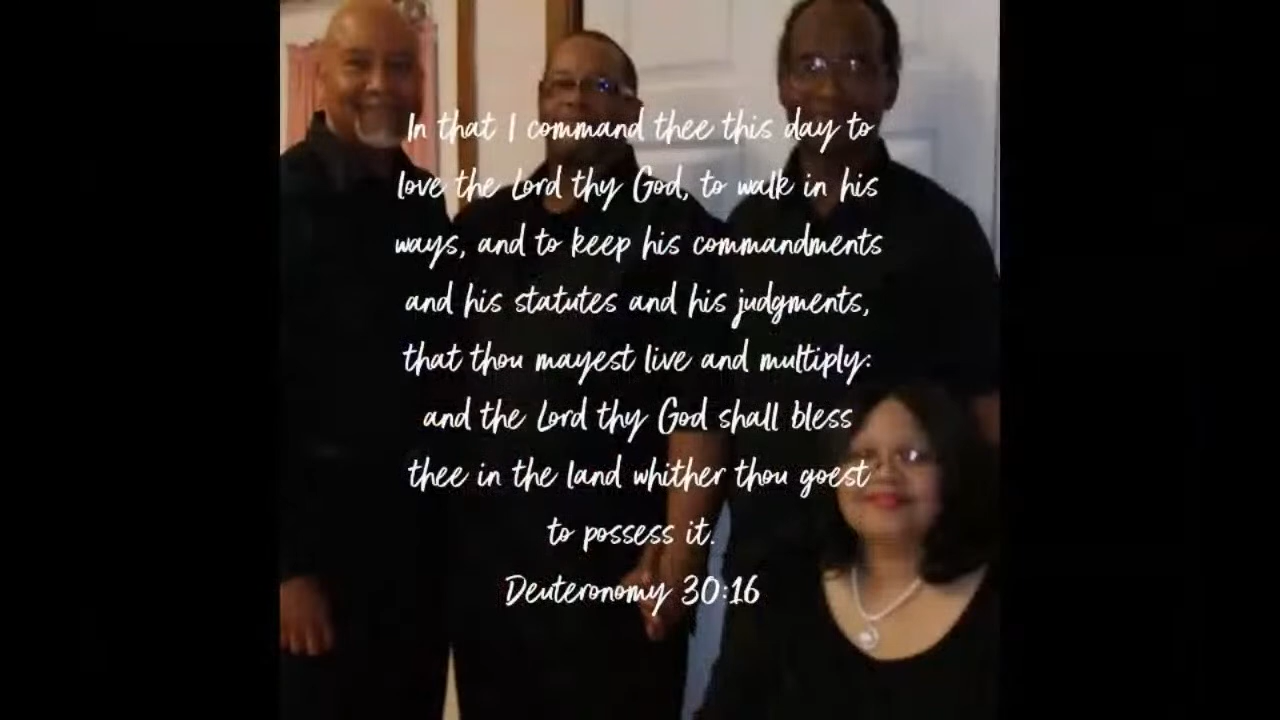 In that I command thee this day to
love the Lord thy God, to walk in his
ways, and to keep his commandments
and his statutes and his judgments,
that thou mayest live and multiply:
and the Lord thy God shall bless
thee in the land whither thou goest
to possess it.
Deuteronomy 30:16